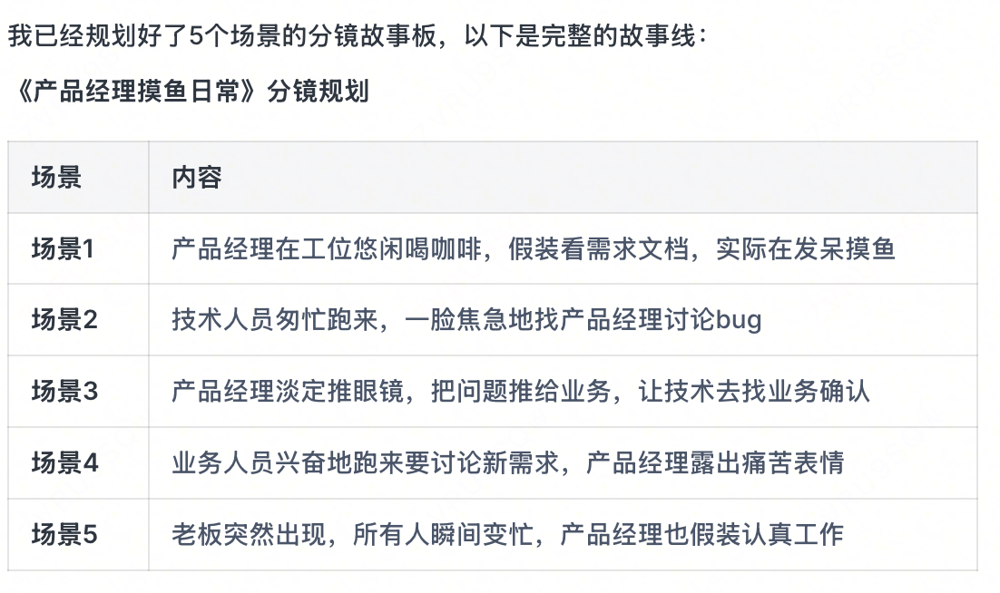 我已经规划好了5个场景的分镜故事板，以下是完整的故事线：
《产品经理摸鱼日常》分镜规划
场景 内容
场景1 产品经理在工位悠闲喝咖啡，假装看需求文档，实际在发呆摸鱼
场景2 技术人员匆忙跑来，一脸焦急地找产品经理讨论bug
场景3 产品经理淡定推眼镜，把问题推给业务，让技术去找业务确认
场景4 业务人员兴奋地跑来要讨论新需求，产品经理露出痛苦表情
场景5 老板突然出现，所有人瞬间变忙，产品经理也假装认真工作